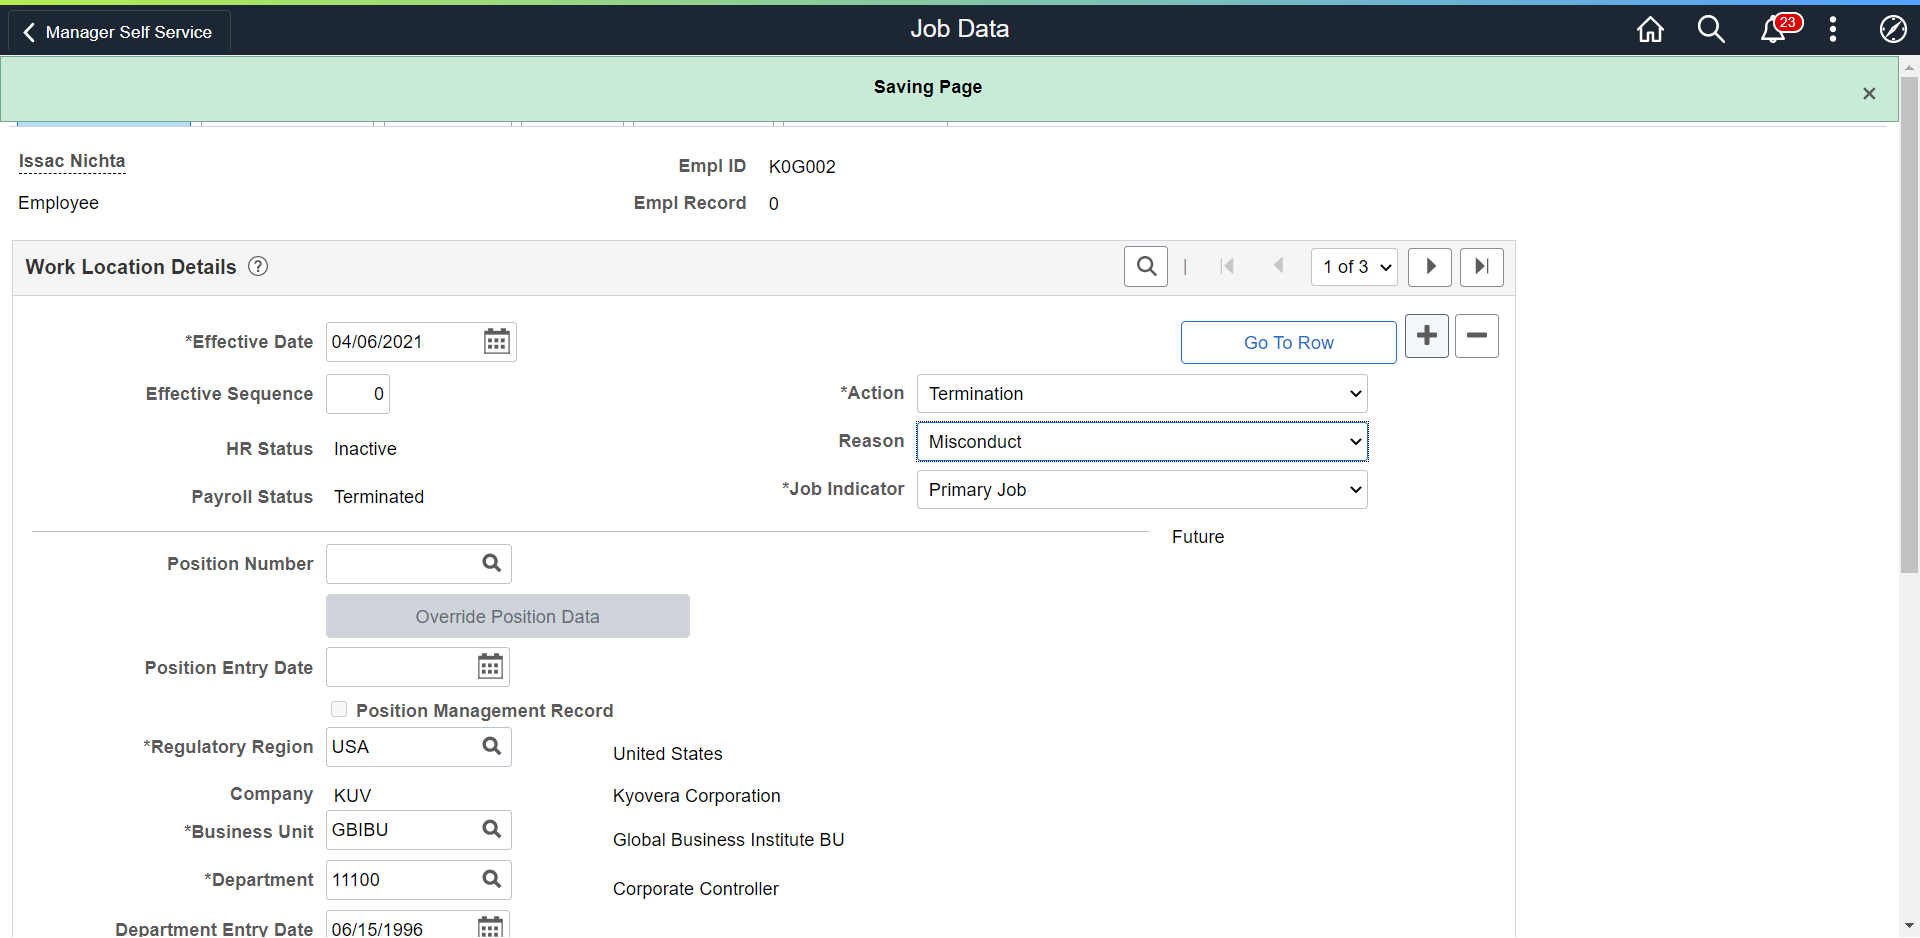 Manager Self Service
Job Data
23
Saving Page
×
Issac Nichta
Empl ID K0G002
Employee
Empl Record 0
Work Location Details ?
1 of 3
*Effective Date 04/06/2021
Go To Row
Effective Sequence 0
*Action Termination
Reason Misconduct
HR Status Inactive
*Job Indicator Primary Job
Payroll Status Terminated
Future
Position Number
Override Position Data
Position Entry Date
Position Management Record
*Regulatory Region USA United States
Company KUV Kyovera Corporation
*Business Unit GBIBU Global Business Institute BU
*Department 11100 Corporate Controller
Department Entry Date 06/15/1996